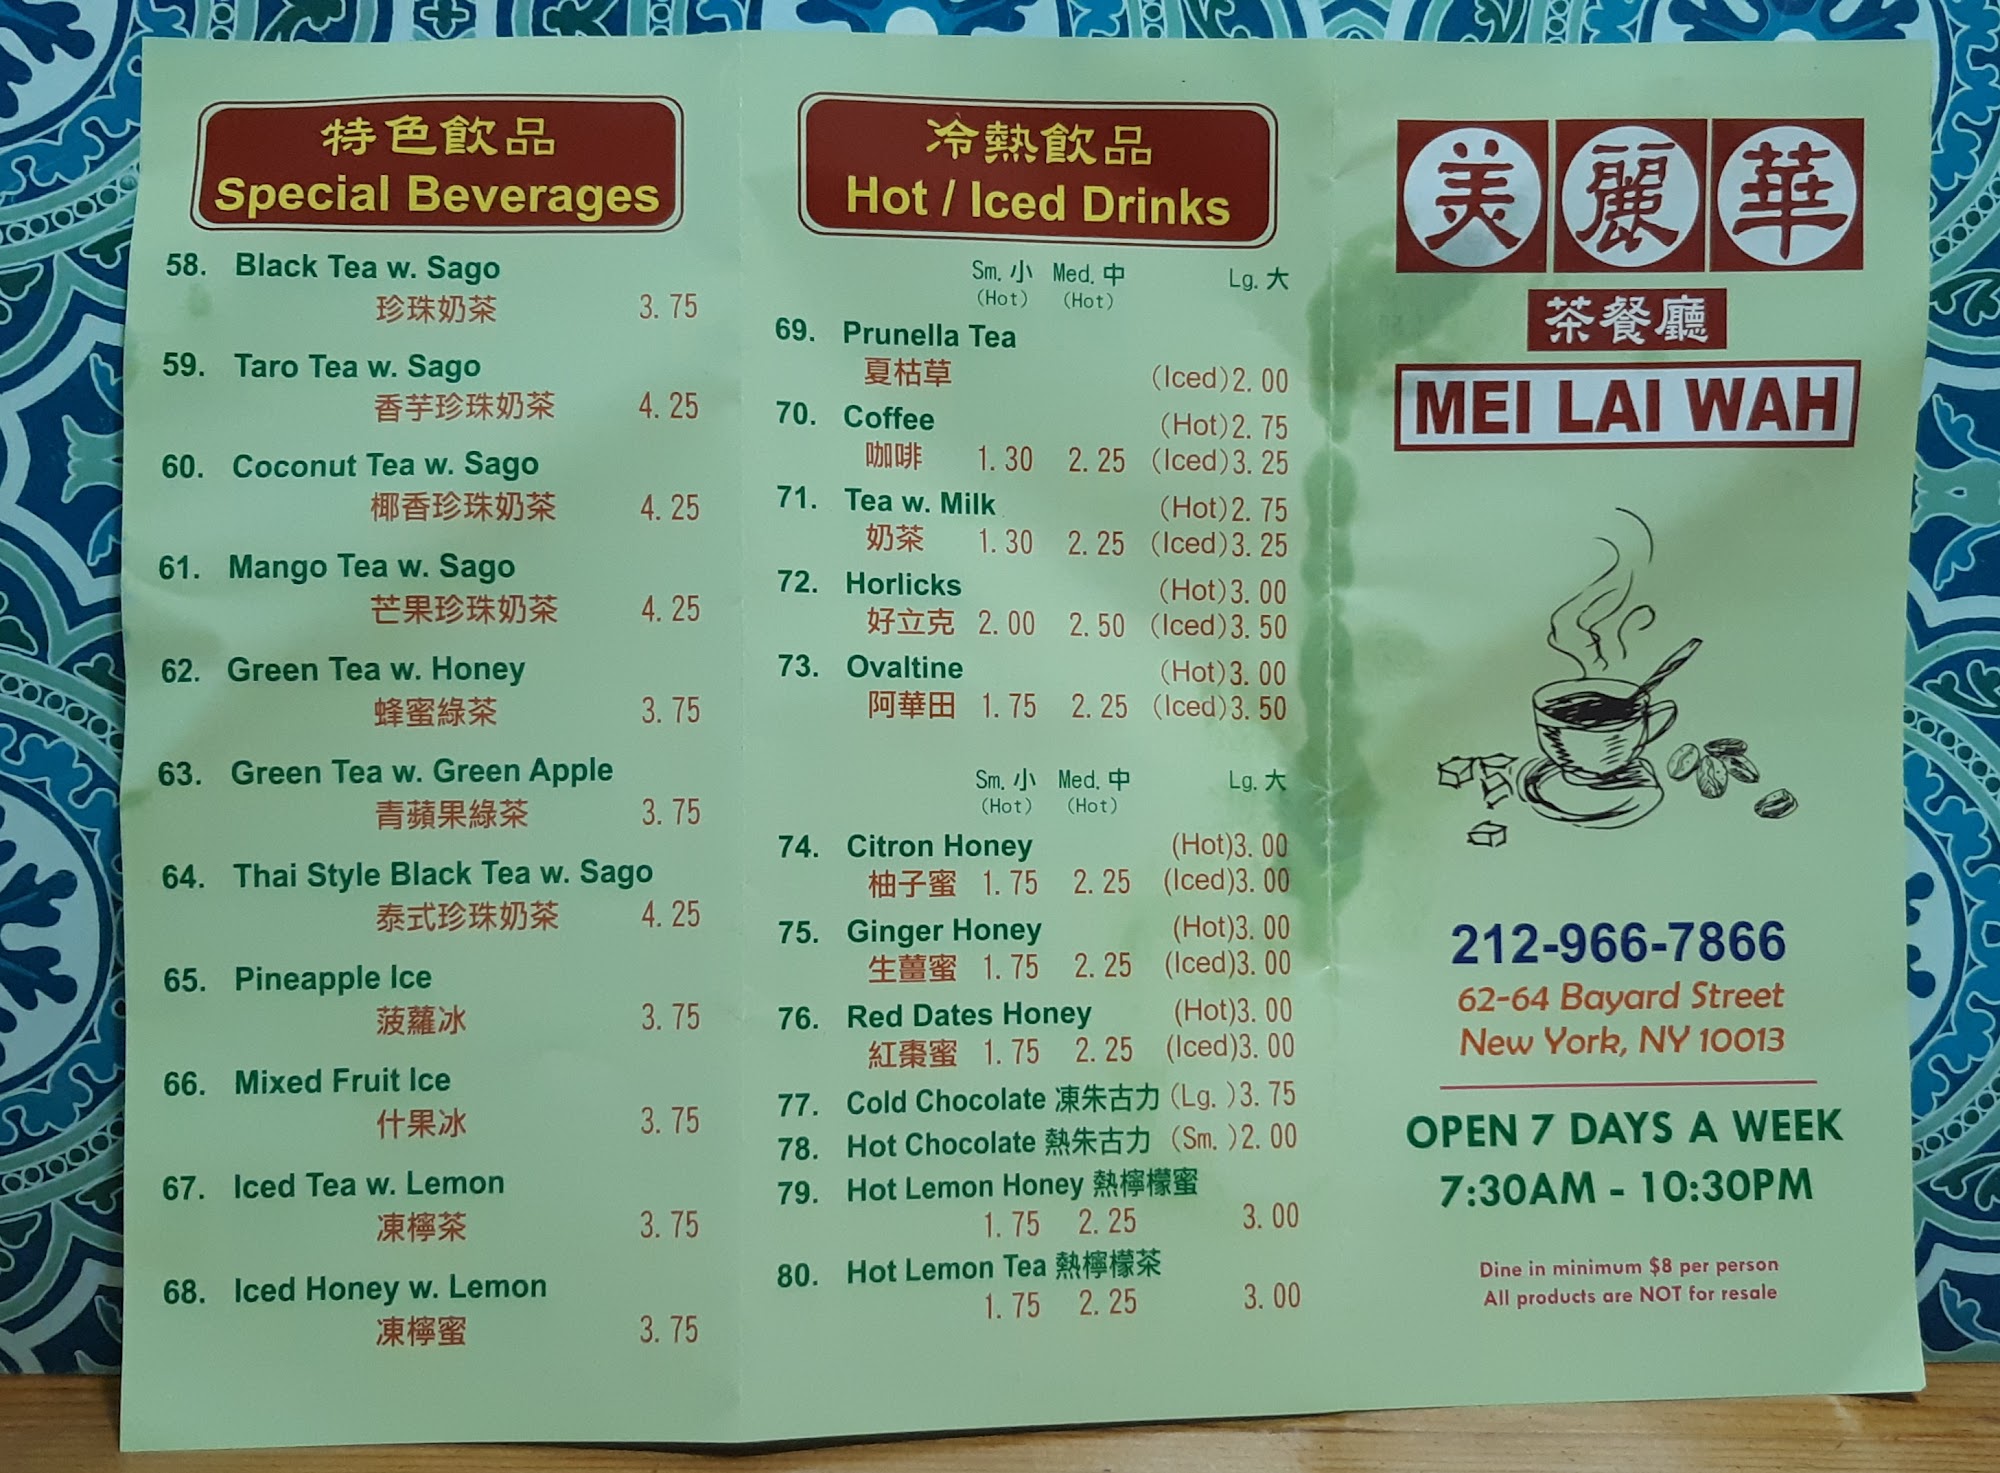 特色飲品
Special Beverages
58. Black Tea w. Sago
珍珠奶茶 3.75
59. Taro Tea w. Sago
香芋珍珠奶茶 4.25
60. Coconut Tea w. Sago
椰香珍珠奶茶 4.25
61. Mango Tea w. Sago
芒果珍珠奶茶 4.25
62. Green Tea w. Honey
蜂蜜綠茶 3.75
63. Green Tea w. Green Apple
青蘋果綠茶 3.75
64. Thai Style Black Tea w. Sago
泰式珍珠奶茶 4.25
65. Pineapple Ice
菠蘿冰 3.75
66. Mixed Fruit Ice
什果冰 3.75
67. Iced Tea w. Lemon
凍檸茶 3.75
68. Iced Honey w. Lemon
凍檸蜜 3.75
冷熱飲品
Hot / Iced Drinks
Sm. 小 Med. 中 Lg. 大
(Hot) (Hot)
69. Prunella Tea
夏枯草 (Iced) 2.00
70. Coffee (Hot) 2.75
咖啡 1.30 2.25 (Iced) 3.25
71. Tea w. Milk (Hot) 2.75
奶茶 1.30 2.25 (Iced) 3.25
72. Horlicks (Hot) 3.00
好立克 2.00 2.50 (Iced) 3.50
73. Ovaltine (Hot) 3.00
阿華田 1.75 2.25 (Iced) 3.50
Sm. 小 Med. 中 Lg. 大
(Hot) (Hot)
74. Citron Honey (Hot) 3.00
柚子蜜 1.75 2.25 (Iced) 3.00
75. Ginger Honey (Hot) 3.00
生薑蜜 1.75 2.25 (Iced) 3.00
76. Red Dates Honey (Hot) 3.00
紅棗蜜 1.75 2.25 (Iced) 3.00
77. Cold Chocolate 凍朱古力 (Lg.) 3.75
78. Hot Chocolate 熱朱古力 (Sm.) 2.00
79. Hot Lemon Honey 熱檸檬蜜
1.75 2.25 3.00
80. Hot Lemon Tea 熱檸檬茶
1.75 2.25 3.00
美麗華
茶餐廳
MEI LAI WAH
212-966-7866
62-64 Bayard Street
New York, NY 10013
OPEN 7 DAYS A WEEK
7:30AM - 10:30PM
Dine in minimum $8 per person
All products are NOT for resale